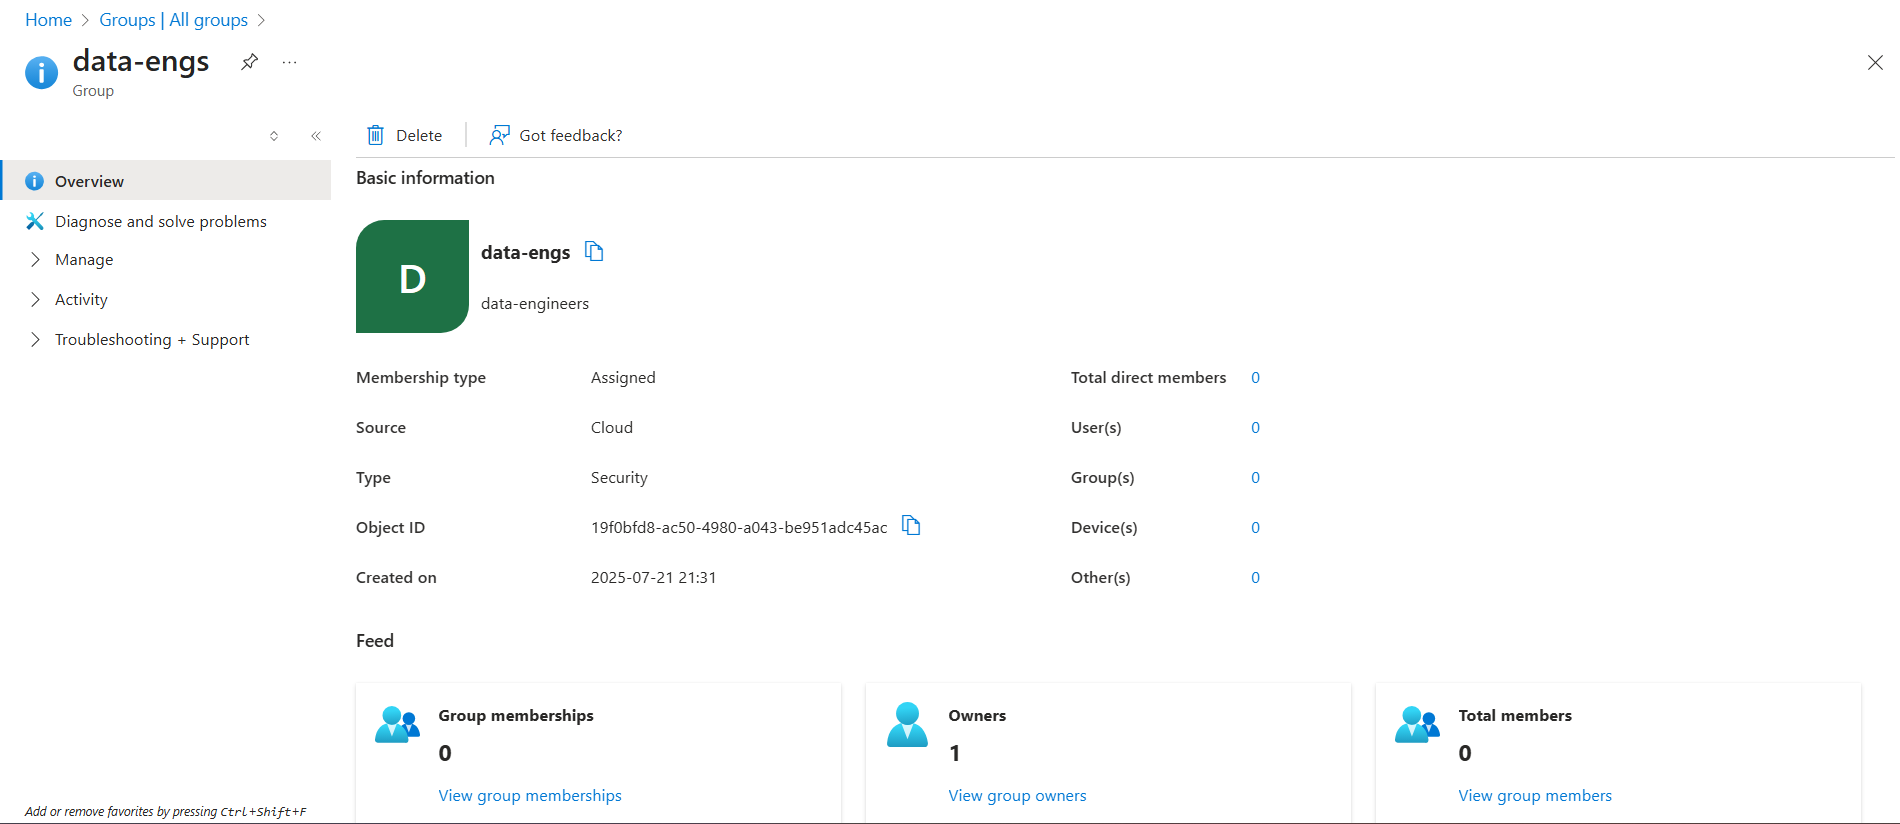 Home > Groups | All groups >
data-engs ...
Group
Delete Got feedback?
Overview
Diagnose and solve problems
Manage
Activity
Troubleshooting + Support
Add or remove favorites by pressing Ctrl+Shift+F
Basic information
D
data-engs
data-engineers
Membership type Assigned
Source Cloud
Type Security
Object ID 19f0bfd8-ac50-4980-a043-be951adc45ac
Created on 2025-07-21 21:31
Total direct members 0
User(s) 0
Group(s) 0
Device(s) 0
Other(s) 0
Feed
Group memberships
0
View group memberships
Owners
1
View group owners
Total members
0
View group members